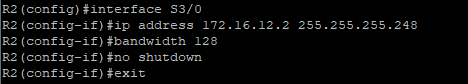 R2(config)#interface S3/0
R2(config-if)#ip address 172.16.12.2 255.255.255.248
R2(config-if)#bandwidth 128
R2(config-if)#no shutdown
R2(config-if)#exit